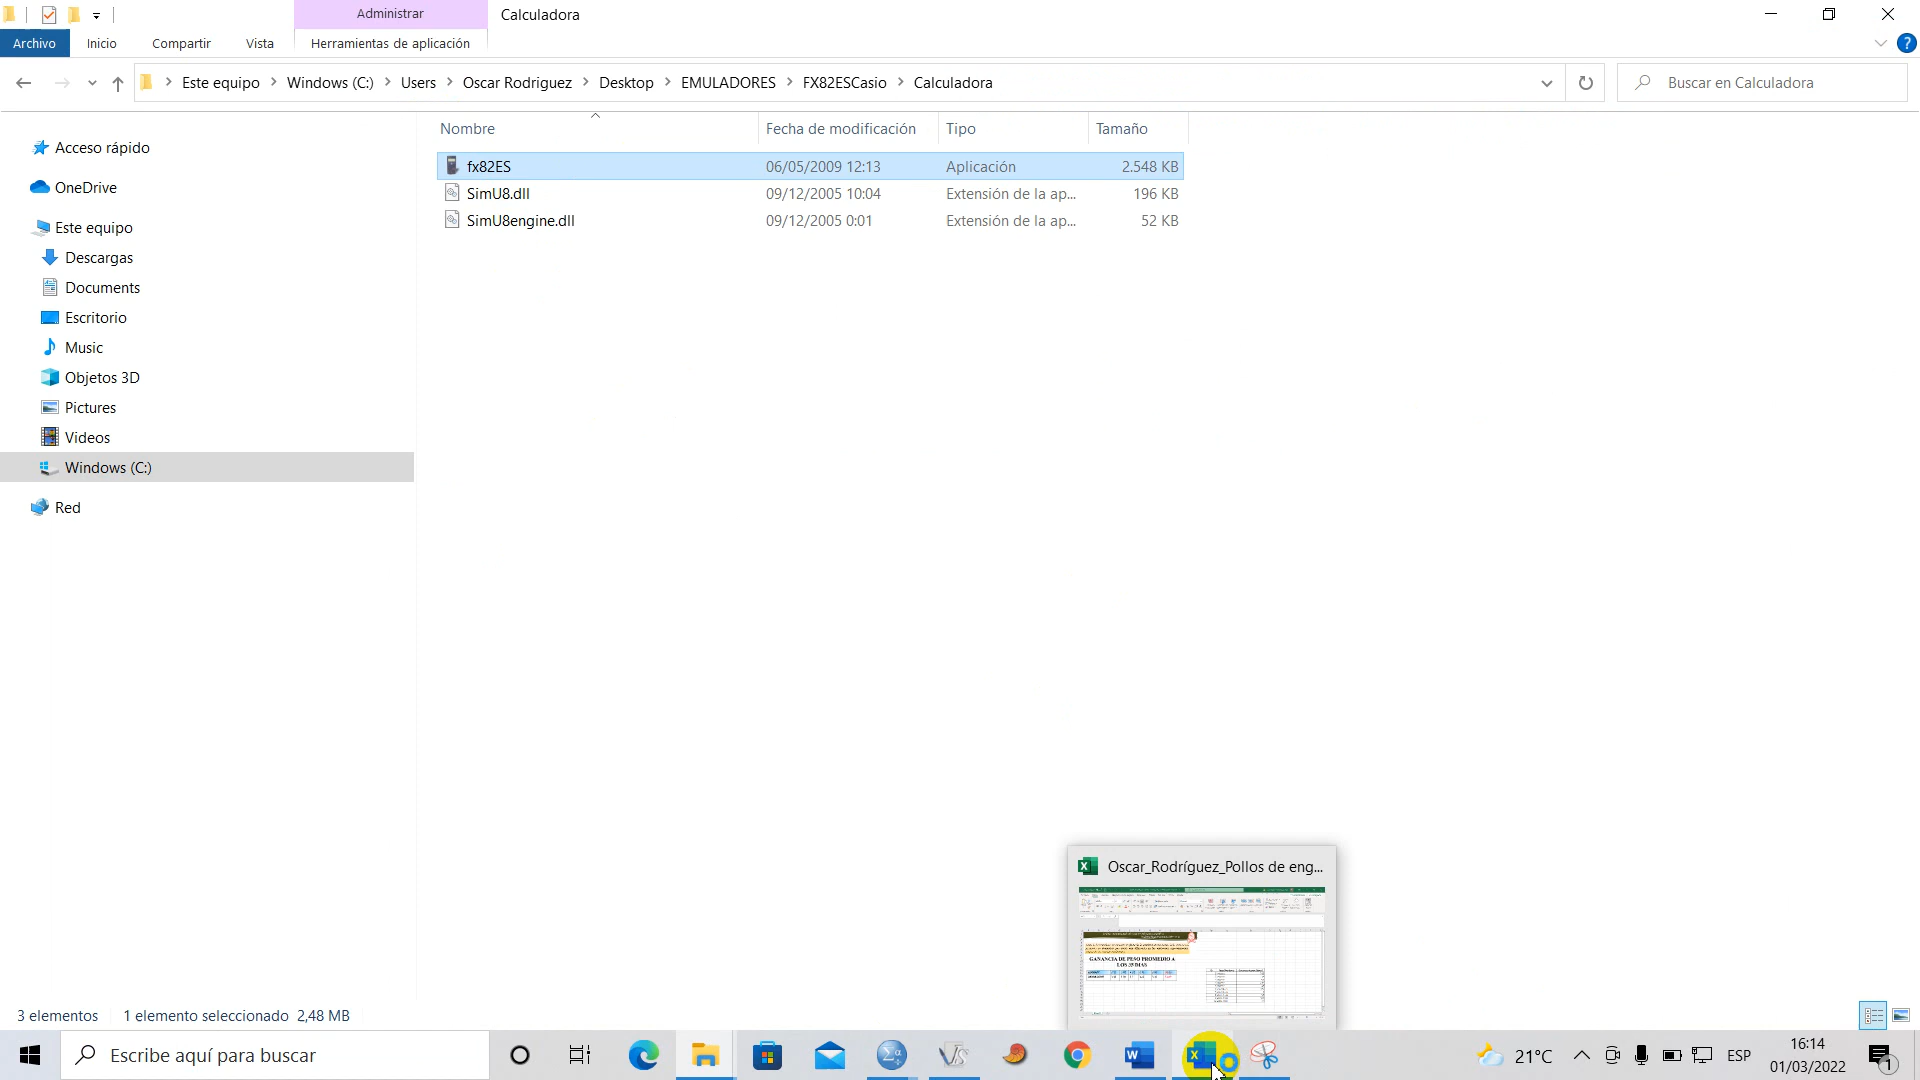 Administrar
Calculadora
Archivo
Inicio
Compartir
Vista
Herramientas de aplicación
Este equipo
Windows (C:)
Users
Oscar Rodriguez
Desktop
EMULADORES
FX82ESCasio
Calculadora
Buscar en Calculadora
Nombre
Fecha de modificación
Tipo
Tamaño
fx82ES
06/05/2009 12:13
Aplicación
2.548 KB
SimU8.dll
09/12/2005 10:04
Extensión de la ap...
196 KB
SimU8engine.dll
09/12/2005 0:01
Extensión de la ap...
52 KB
Acceso rápido
OneDrive
Este equipo
Descargas
Documents
Escritorio
Music
Objetos 3D
Pictures
Videos
Windows (C:)
Red
Oscar_Rodríguez_Pollos de eng...
GANANCIA DE PESO PROMEDIO A
LOS 35 DIAS
3 elementos
1 elemento seleccionado 2,48 MB
Escribe aquí para buscar
21°C
ESP
16:14
01/03/2022
1